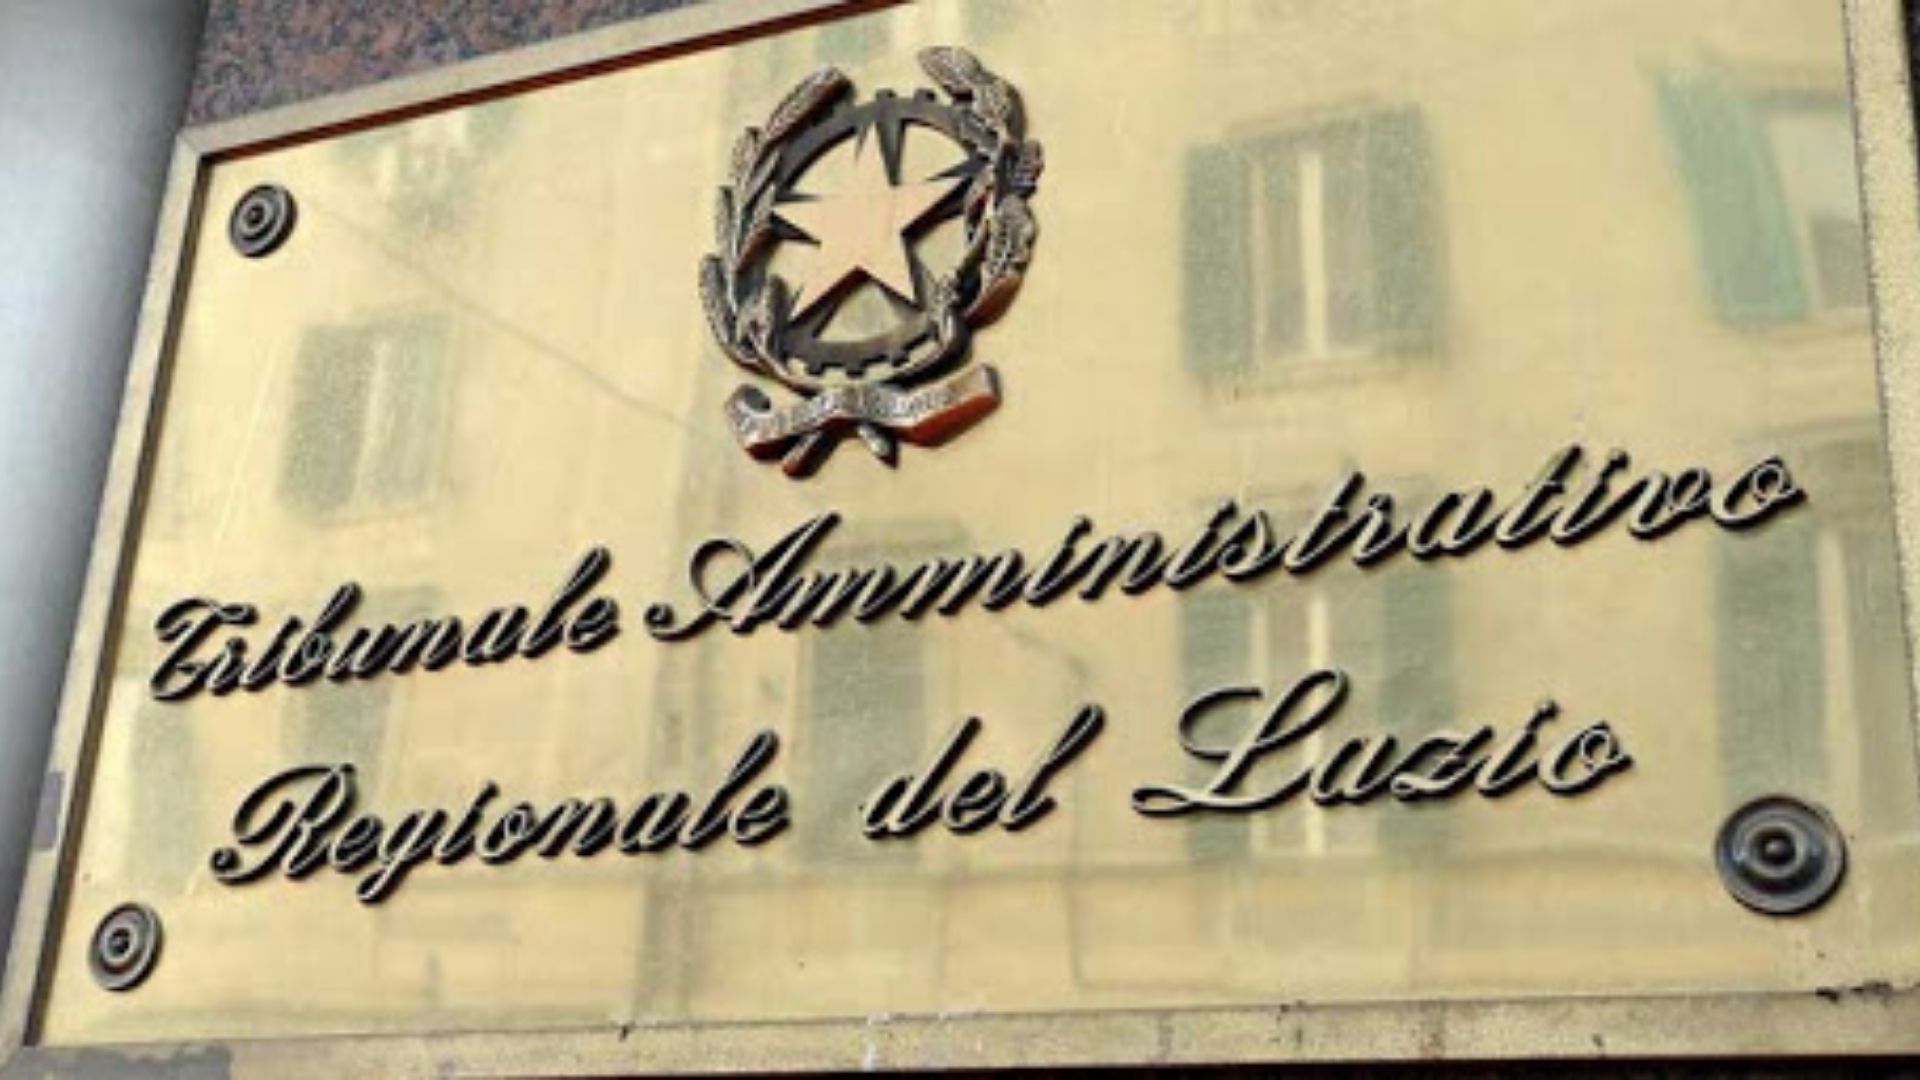 Tribunale Amministrativo
Regionale del Lazio